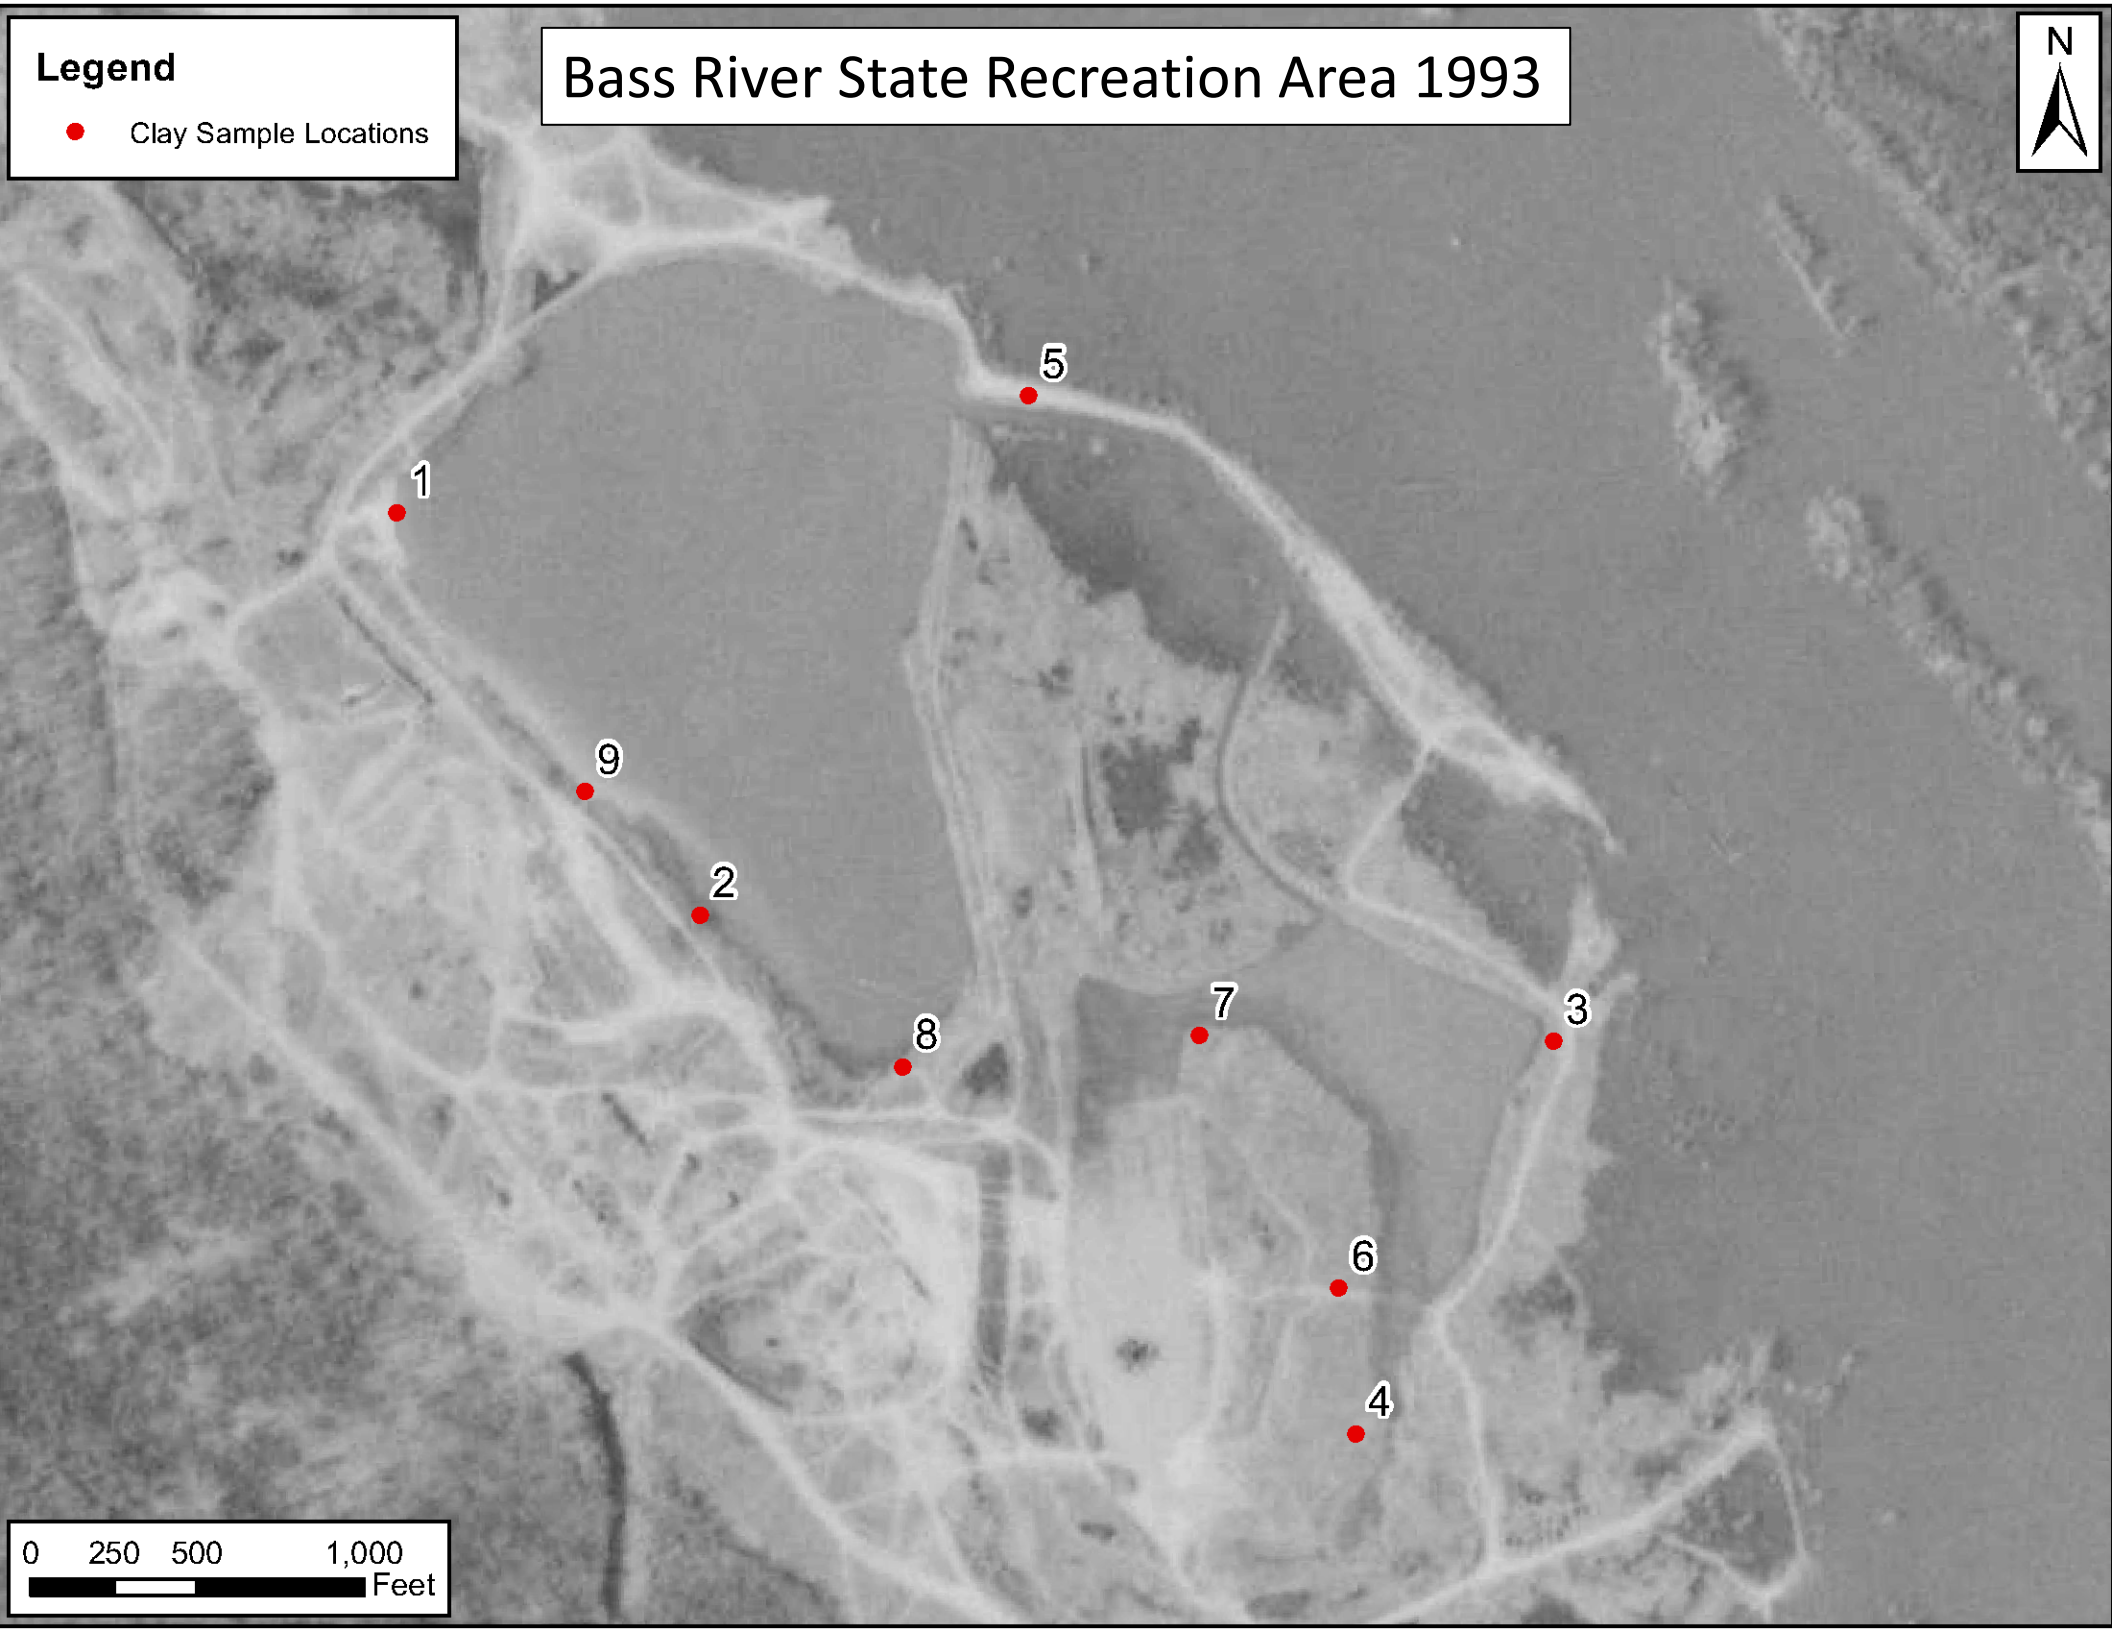 Legend
Clay Sample Locations
Bass River State Recreation Area 1993
N
5
1
9
2
7
3
8
6
4
0 250 500 1,000
Feet